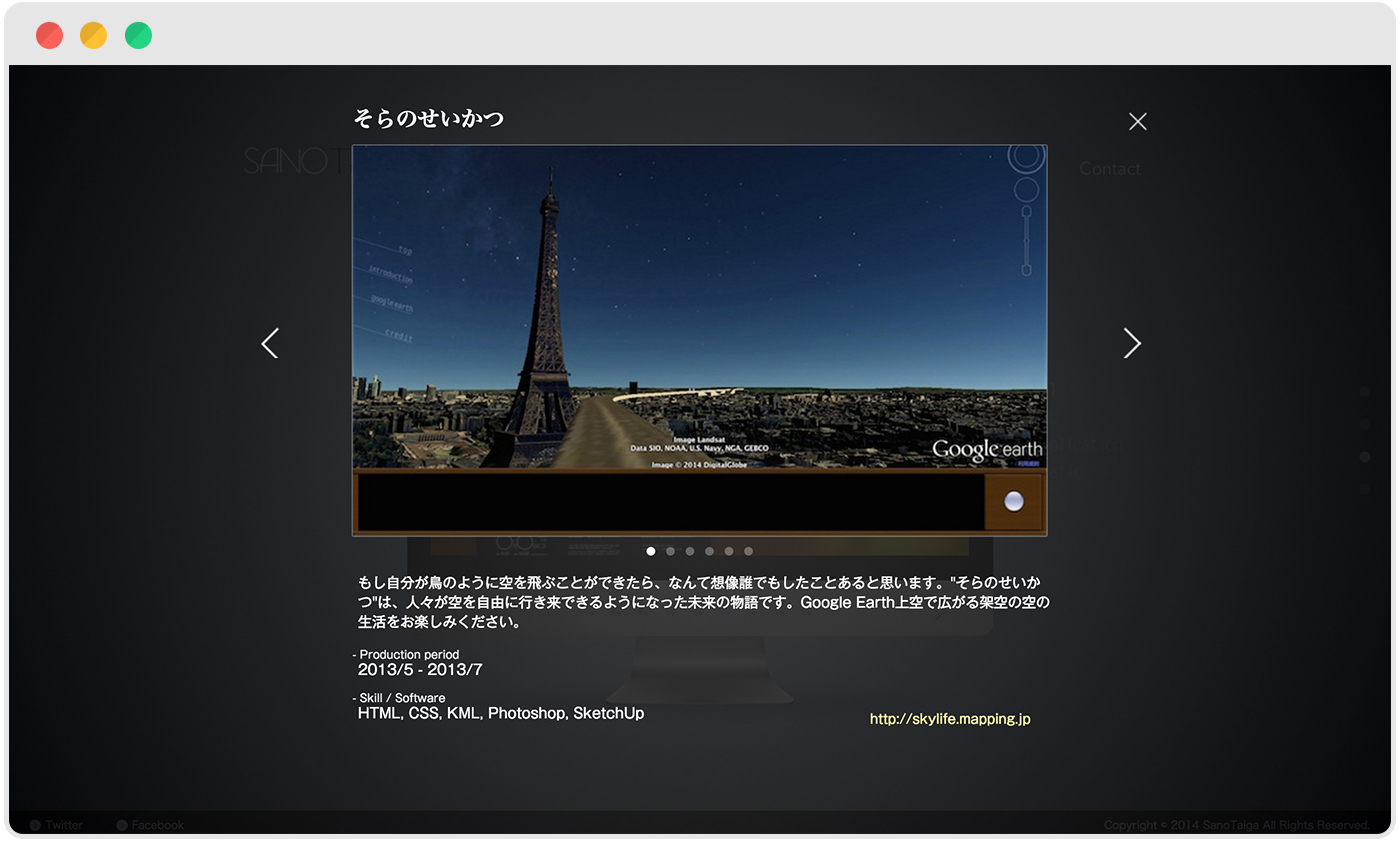 そらのせいかつ
SANOT
Contact
top
introduction
googleearth
credit
Image Landsat
Data SIO, NOAA, U.S. Navy, NGA, GEBCO
Image © 2014 DigitalGlobe
Google earth
利用規約
もし自分が鳥のように空を飛ぶことができたら、なんて想像誰でもしたことあると思います。"そらのせいか
つ"は、人々が空を自由に行き来できるようになった未来の物語です。Google Earth上空で広がる架空の空の
生活をお楽しみください。
- Production period
2013/5 - 2013/7
- Skill / Software
HTML, CSS, KML, Photoshop, SketchUp
http://skylife.mapping.jp
Twitter
Facebook
Copyright © 2014 SanoTaiga All Rights Reserved.